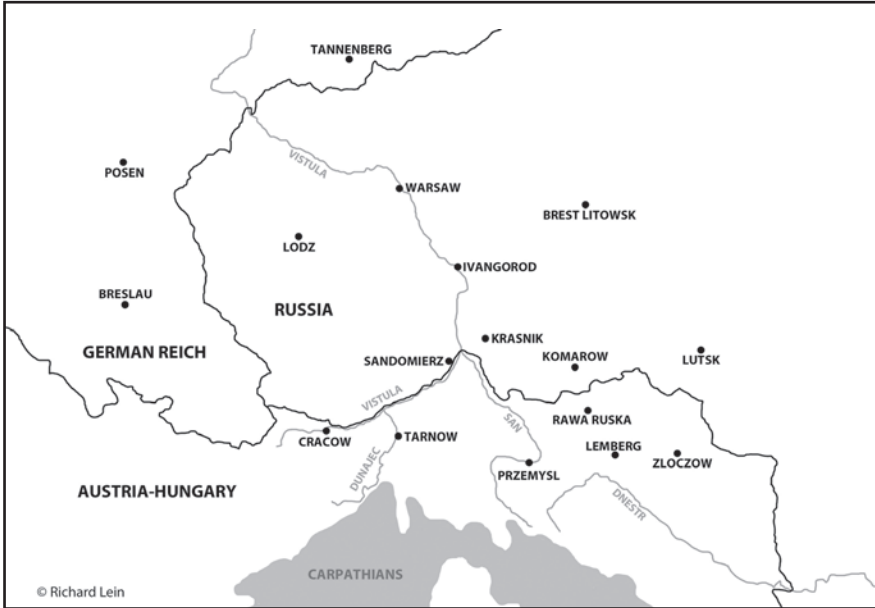 TANNENBERG
POSEN
VISTULA
WARSAW
BREST LITOWSK
LODZ
IVANGOROD
BRESLAU
RUSSIA
KRASNIK
GERMAN REICH
SANDOMIERZ
KOMAROW
LUTSK
VISTULA
RAWA RUSKA
SAN
CRACOW
TARNOW
LEMBERG
ZLOCZOW
DUNAJEC
PRZEMYSL
AUSTRIA-HUNGARY
DNESTR
CARPATHIANS
© Richard Lein